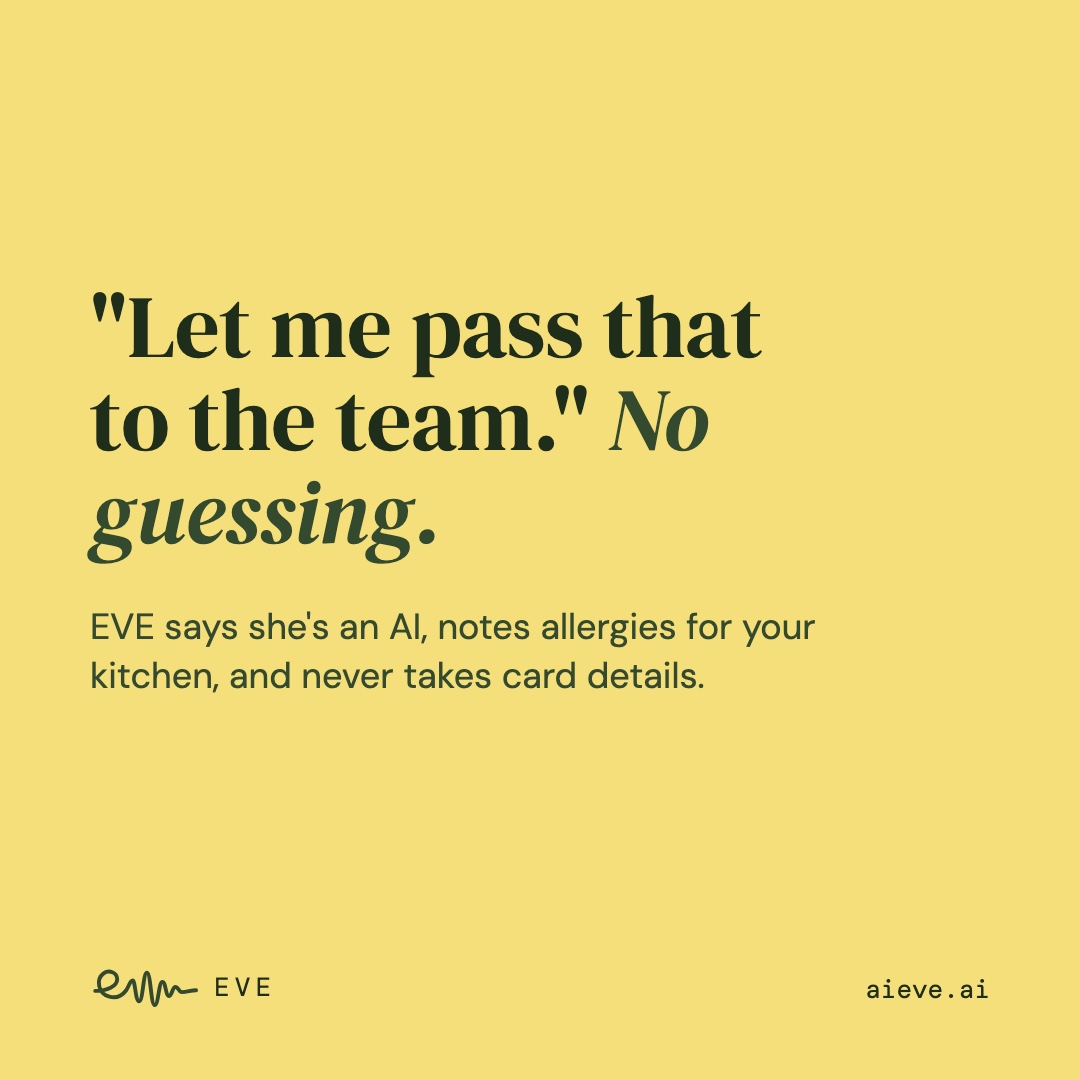 "Let me pass that
to the team." No
guessing.
EVE says she's an AI, notes allergies for your
kitchen, and never takes card details.
EVE
aieve.ai